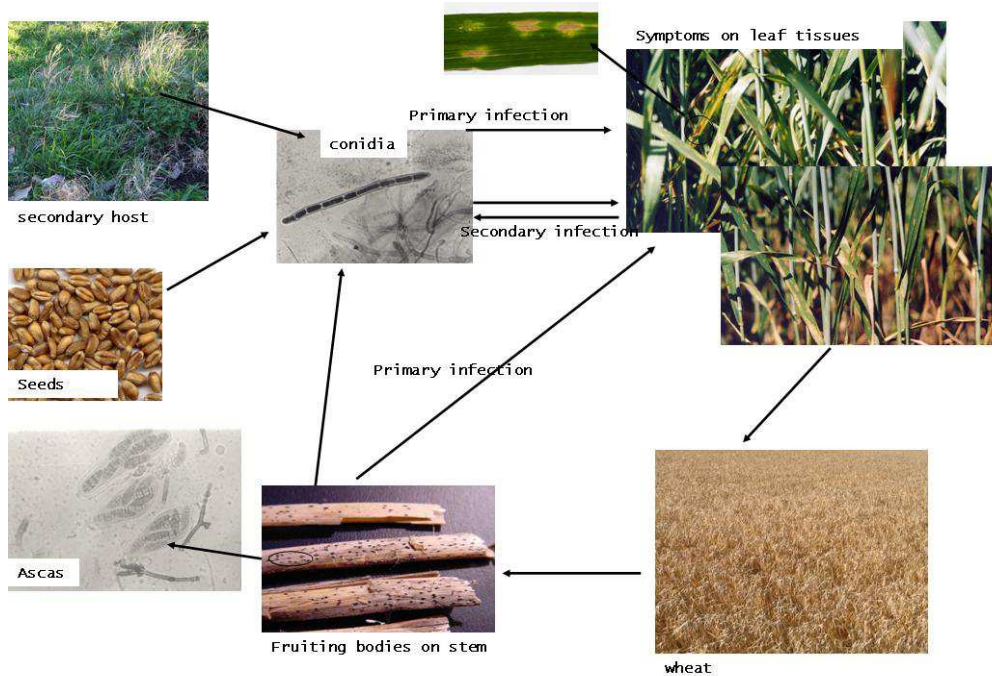 Symptoms on leaf tissues
Primary infection
conidia
secondary host
Secondary infection
Primary infection
Seeds
Ascas
Fruiting bodies on stem
wheat